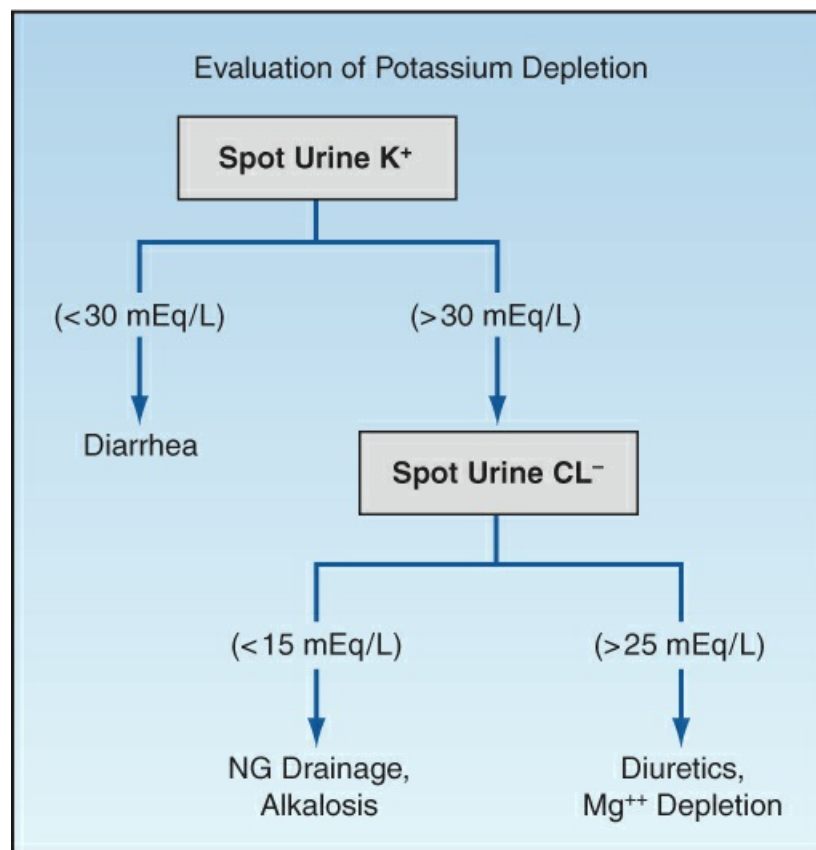 Evaluation of Potassium Depletion
Spot Urine K⁺
(<30 mEq/L)
(>30 mEq/L)
Diarrhea
Spot Urine CL⁻
(<15 mEq/L)
(>25 mEq/L)
NG Drainage,
Alkalosis
Diuretics,
Mg⁺⁺ Depletion